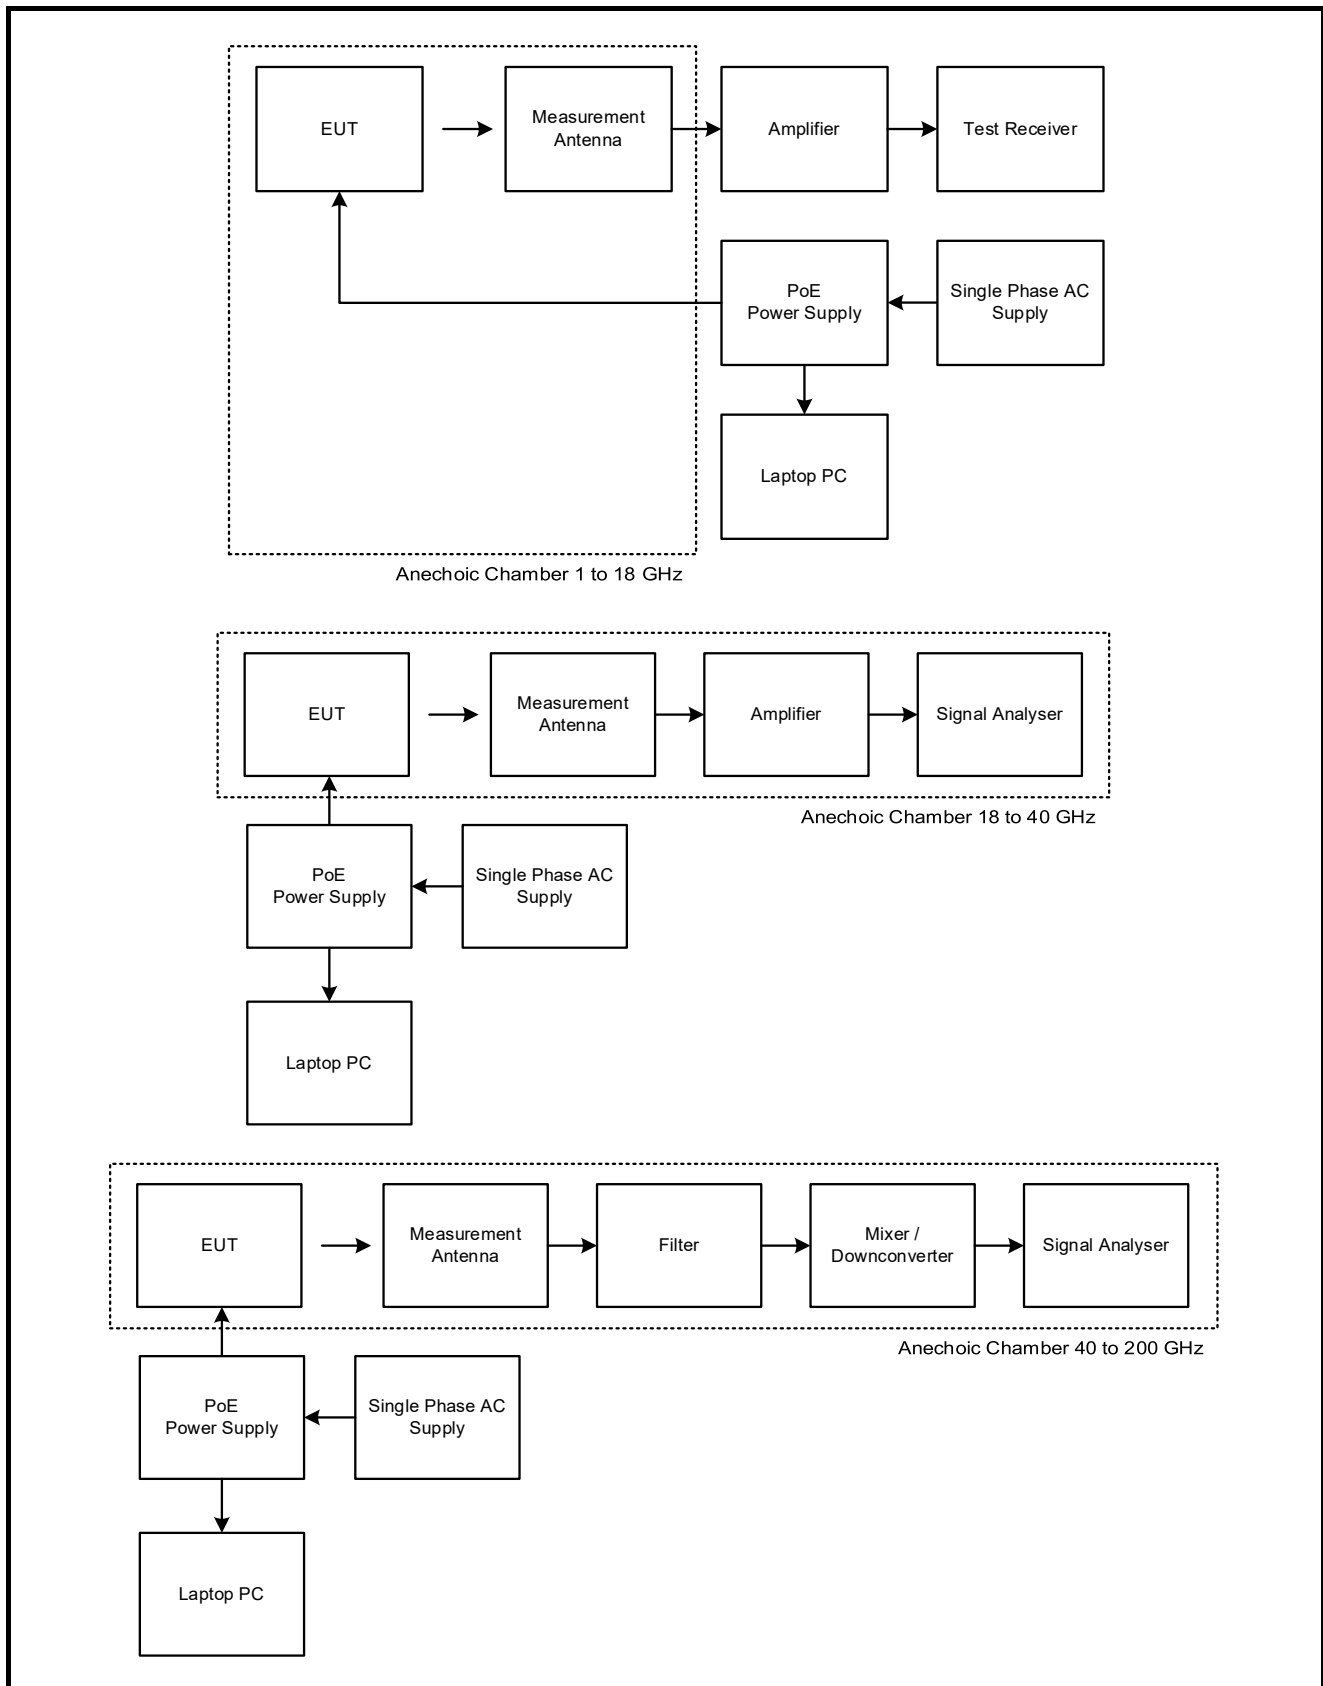 EUT
Measurement
Antenna
Amplifier
Test Receiver
PoE
Power Supply
Single Phase AC
Supply
Laptop PC
Anechoic Chamber 1 to 18 GHz
EUT
Measurement
Antenna
Amplifier
Signal Analyser
Anechoic Chamber 18 to 40 GHz
PoE
Power Supply
Single Phase AC
Supply
Laptop PC
EUT
Measurement
Antenna
Filter
Mixer /
Downconverter
Signal Analyser
Anechoic Chamber 40 to 200 GHz
PoE
Power Supply
Single Phase AC
Supply
Laptop PC